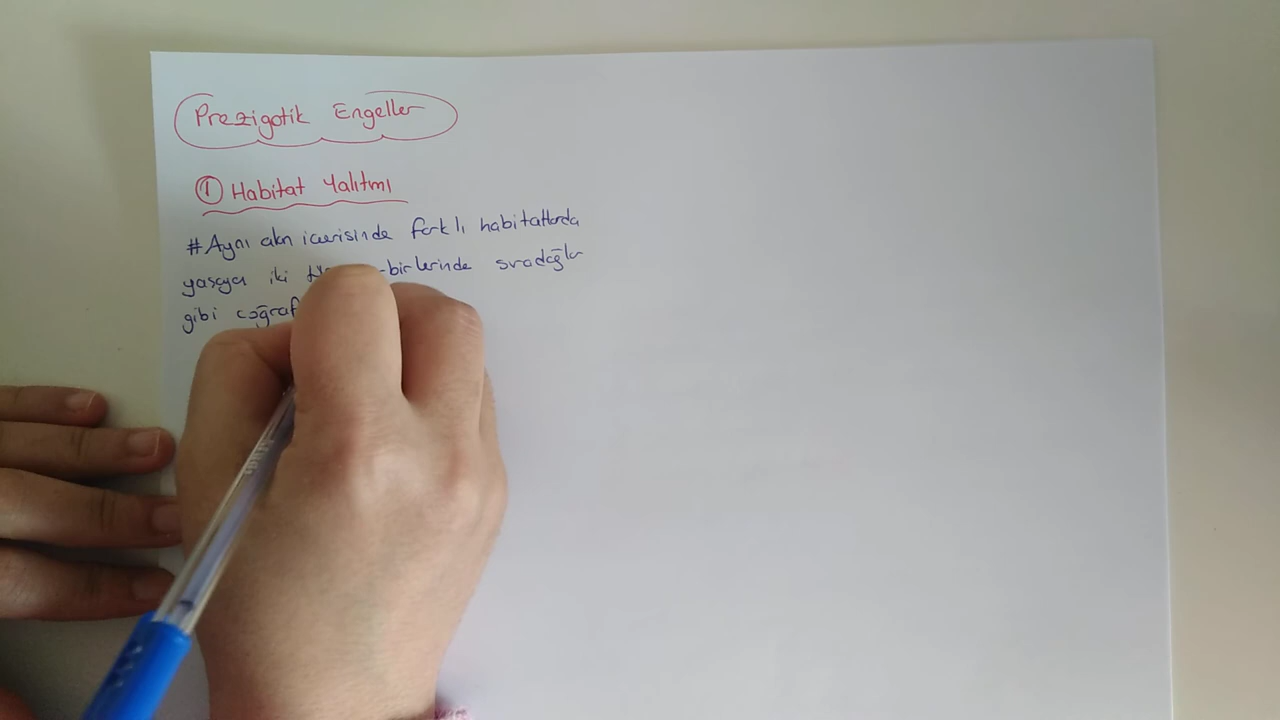 Prezigotik Engeller
① Habitat Yalıtımı
#Aynı alan içerisinde farklı habitatlarda
yaşayan iki birlerinde sıradağlar
gibi coğraf